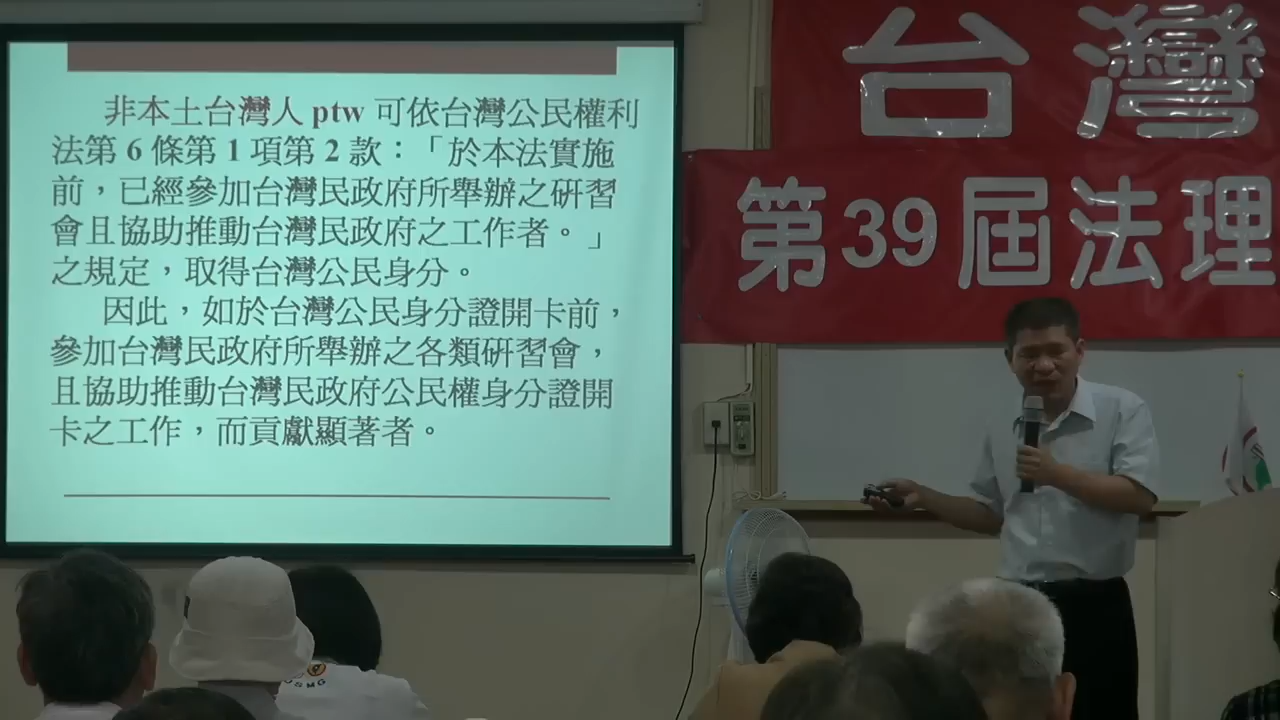 非本土台灣人 ptw 可依台灣公民權利
法第 6 條第 1 項第 2 款：「於本法實施
前，已經參加台灣民政府所舉辦之研習
會且協助推動台灣民政府之工作者。」
之規定，取得台灣公民身分。
因此，如於台灣公民身分證開卡前，
參加台灣民政府所舉辦之各類研習會，
且協助推動台灣民政府公民權身分證開
卡之工作，而貢獻顯著者。
台灣
第39屆法理
USMG